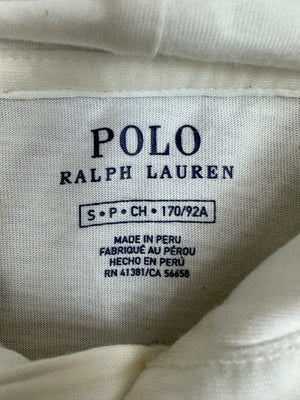 POLO
RALPH LAUREN
S • P • CH • 170/92A
MADE IN PERU
FABRIQUÉ AU PÉROU
HECHO EN PERÚ
RN 41381/CA 56658